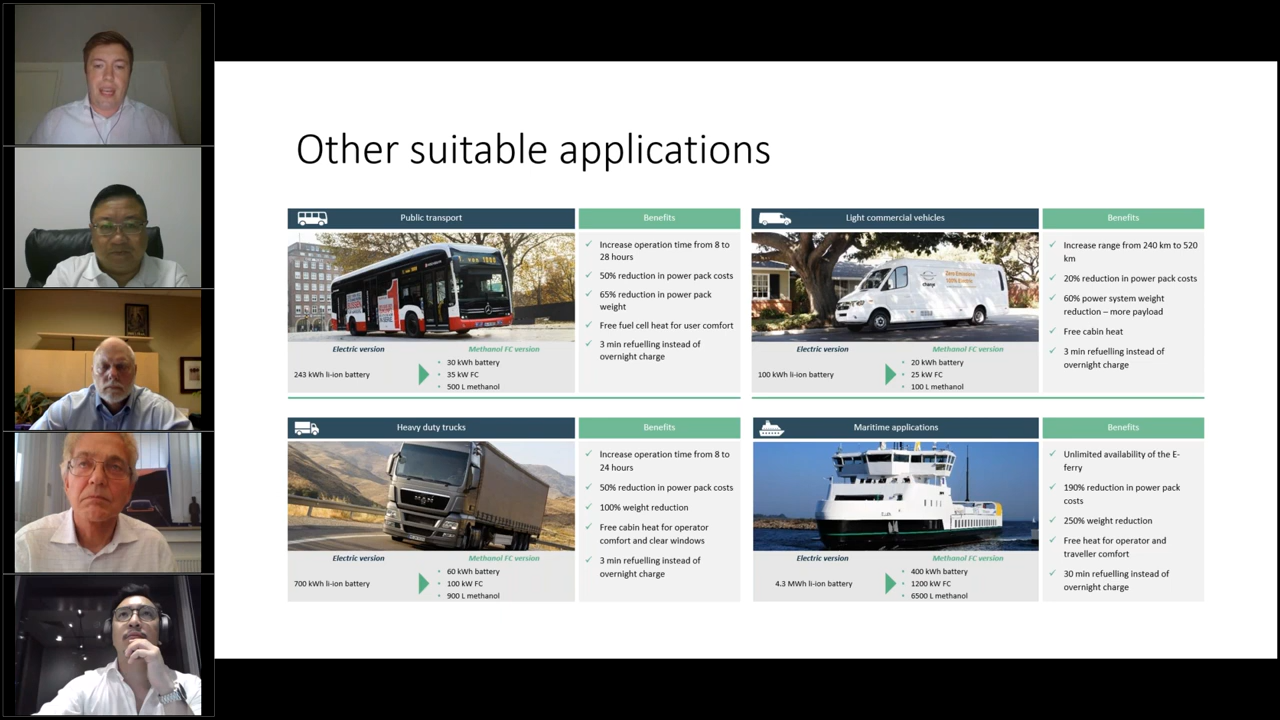 Other suitable applications
Public transport
Benefits
Increase operation time from 8 to
28 hours
50% reduction in power pack costs
65% reduction in power pack
weight
Free fuel cell heat for user comfort
3 min refuelling instead of
overnight charge
Electric version
Methanol FC version
243 kWh li-ion battery
30 kWh battery
35 kW FC
500 L methanol
Light commercial vehicles
Benefits
Increase range from 240 km to 520
km
20% reduction in power pack costs
60% power system weight
reduction – more payload
Free cabin heat
3 min refuelling instead of
overnight charge
Electric version
Methanol FC version
100 kWh li-ion battery
20 kWh battery
25 kW FC
100 L methanol
Heavy duty trucks
Benefits
Increase operation time from 8 to
24 hours
50% reduction in power pack costs
100% weight reduction
Free cabin heat for operator
comfort and clear windows
3 min refuelling instead of
overnight charge
MAN
Electric version
Methanol FC version
700 kWh li-ion battery
60 kWh battery
100 kW FC
900 L methanol
Maritime applications
Benefits
Unlimited availability of the E-
ferry
190% reduction in power pack
costs
250% weight reduction
Free heat for operator and
traveller comfort
30 min refuelling instead of
overnight charge
Electric version
Methanol FC version
4.3 MWh li-ion battery
400 kWh battery
1200 kW FC
6500 L methanol